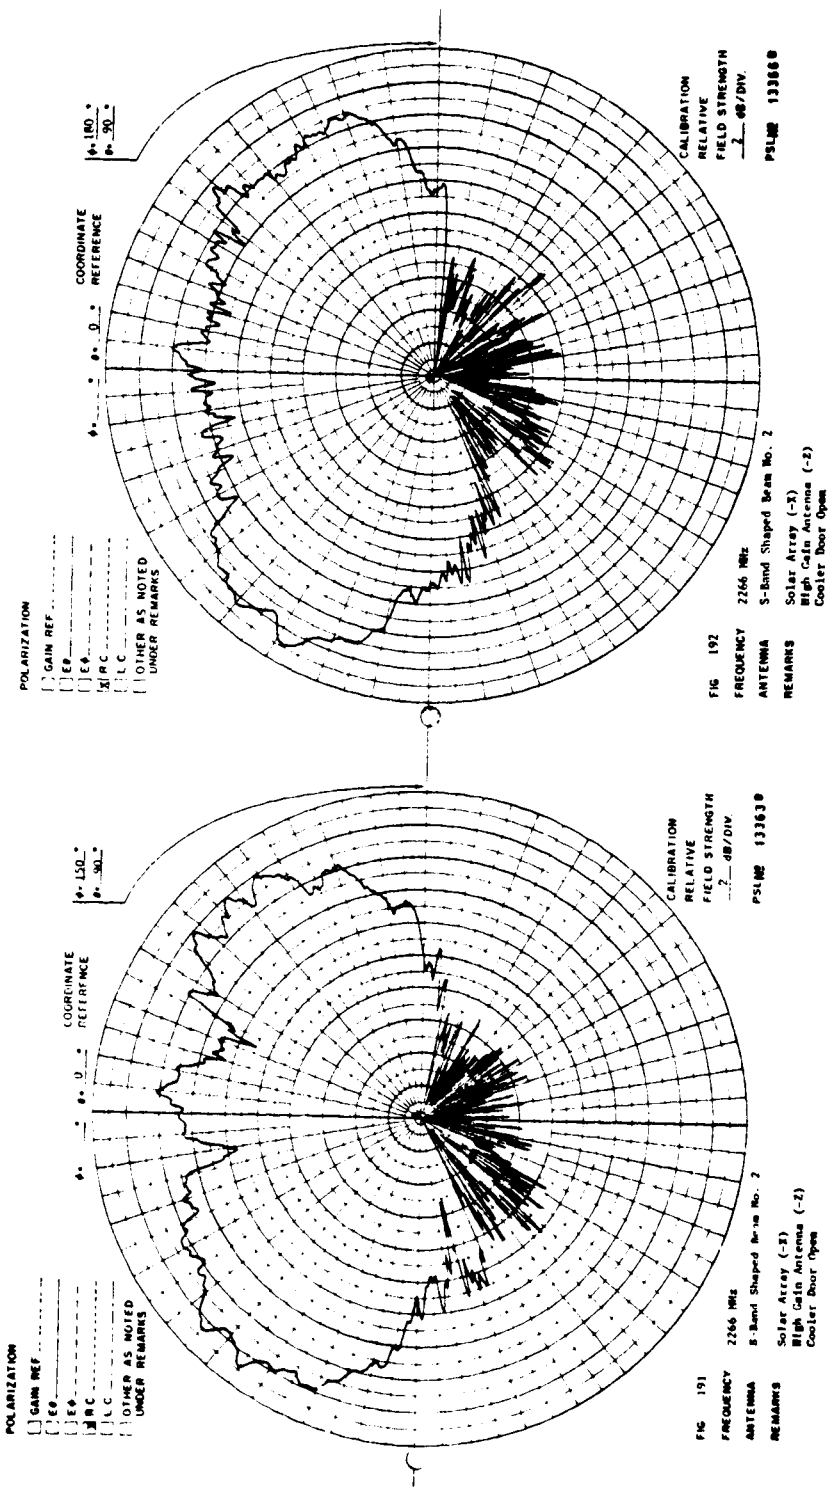 POLARIZATION
GAIN REF
Eθ
Eφ
RC
LC
OTHER AS NOTED
UNDER REMARKS
φ= ° θ= 0 °
COORDINATE
REFERENCE
φ= 150 °
θ= 90 °
FIG 191
FREQUENCY 2266 MHz
ANTENNA S-Band Shaped Beam No. 2
REMARKS Solar Array (-X)
High Gain Antenna (-Z)
Cooler Door Open
CALIBRATION
RELATIVE
FIELD STRENGTH
2 dB/DIV.
PSL№ 13363B
POLARIZATION
GAIN REF
Eθ
Eφ
X RC
LC
OTHER AS NOTED
UNDER REMARKS
φ= ° θ= 0 °
COORDINATE
REFERENCE
φ= 180 °
θ= 90 °
FIG 192
FREQUENCY 2266 MHz
ANTENNA S-Band Shaped Beam No. 2
REMARKS Solar Array (-X)
High Gain Antenna (-Z)
Cooler Door Open
CALIBRATION
RELATIVE
FIELD STRENGTH
2 dB/DIV.
PSL№ 13366B